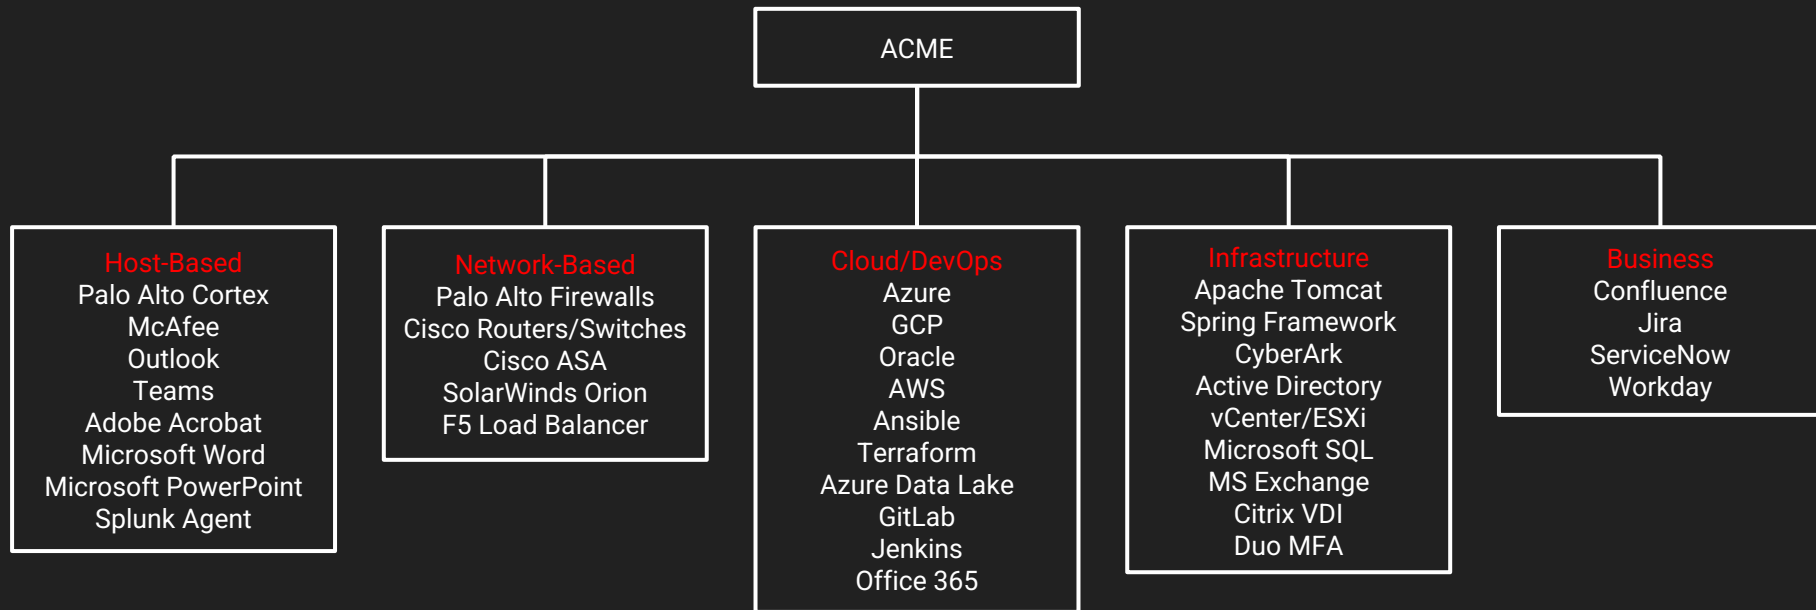 ACME
Host-Based
Palo Alto Cortex
McAfee
Outlook
Teams
Adobe Acrobat
Microsoft Word
Microsoft PowerPoint
Splunk Agent
Network-Based
Palo Alto Firewalls
Cisco Routers/Switches
Cisco ASA
SolarWinds Orion
F5 Load Balancer
Cloud/DevOps
Azure
GCP
Oracle
AWS
Ansible
Terraform
Azure Data Lake
GitLab
Jenkins
Office 365
Infrastructure
Apache Tomcat
Spring Framework
CyberArk
Active Directory
vCenter/ESXi
Microsoft SQL
MS Exchange
Citrix VDI
Duo MFA
Business
Confluence
Jira
ServiceNow
Workday